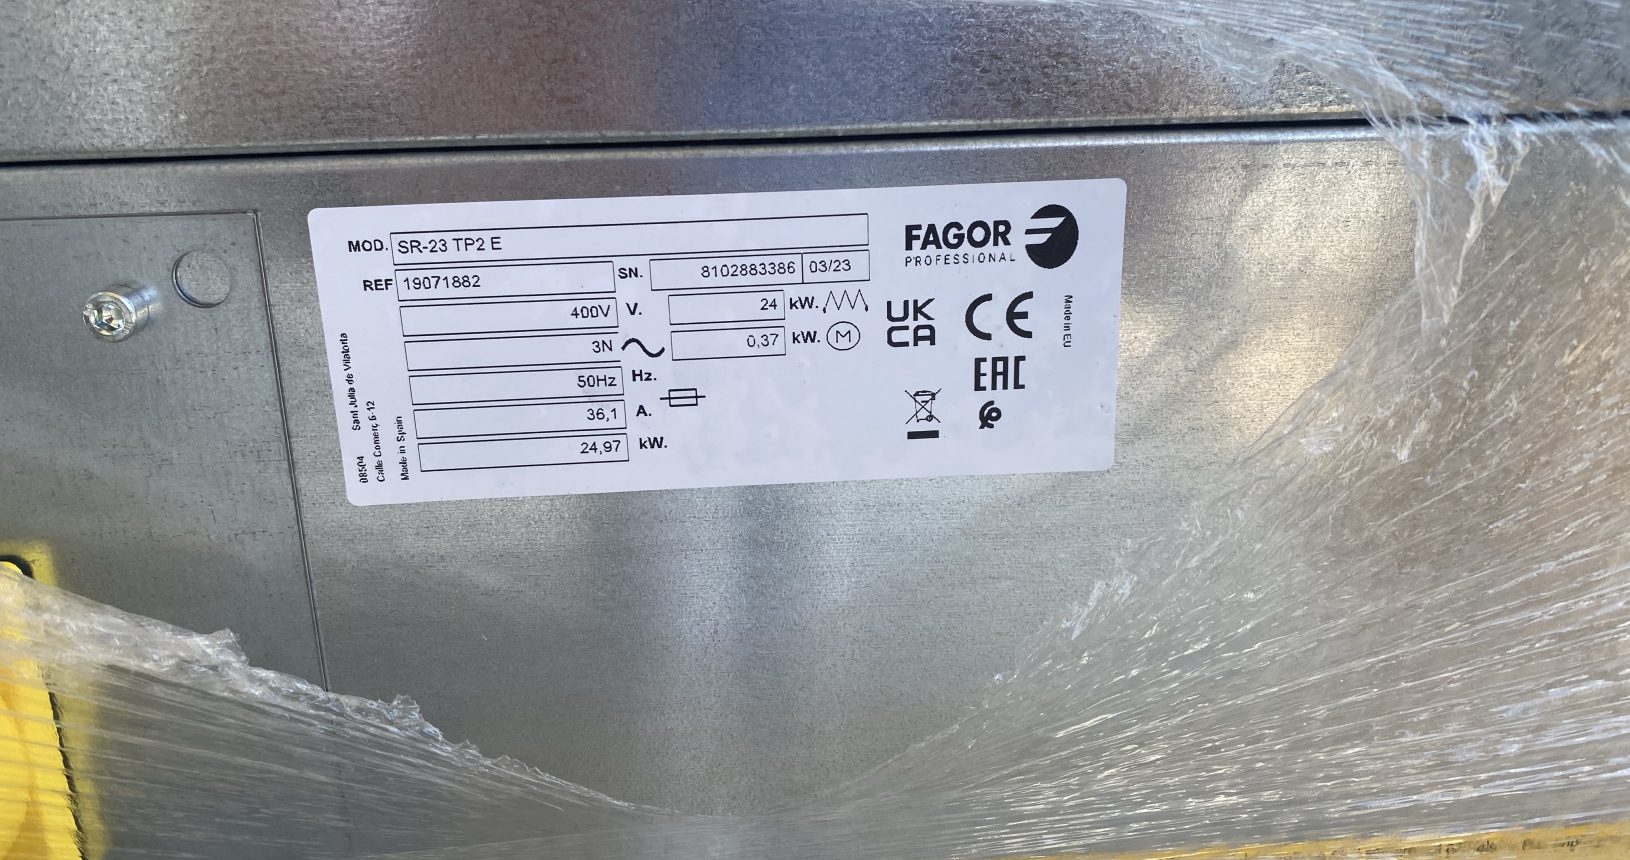 MOD. SR-23 TP2 E
REF 19071882 SN. 8102883386 03/23
400V V. 24 kW.
3N 0,37 kW. M
50Hz Hz.
36,1 A.
24,97 kW.
FAGOR
PROFESSIONAL
UK
CA
CE
EAC
Made in EU
08504 Sant Julia de Vilatorta
Calle Comerç 6-12
Made in Spain